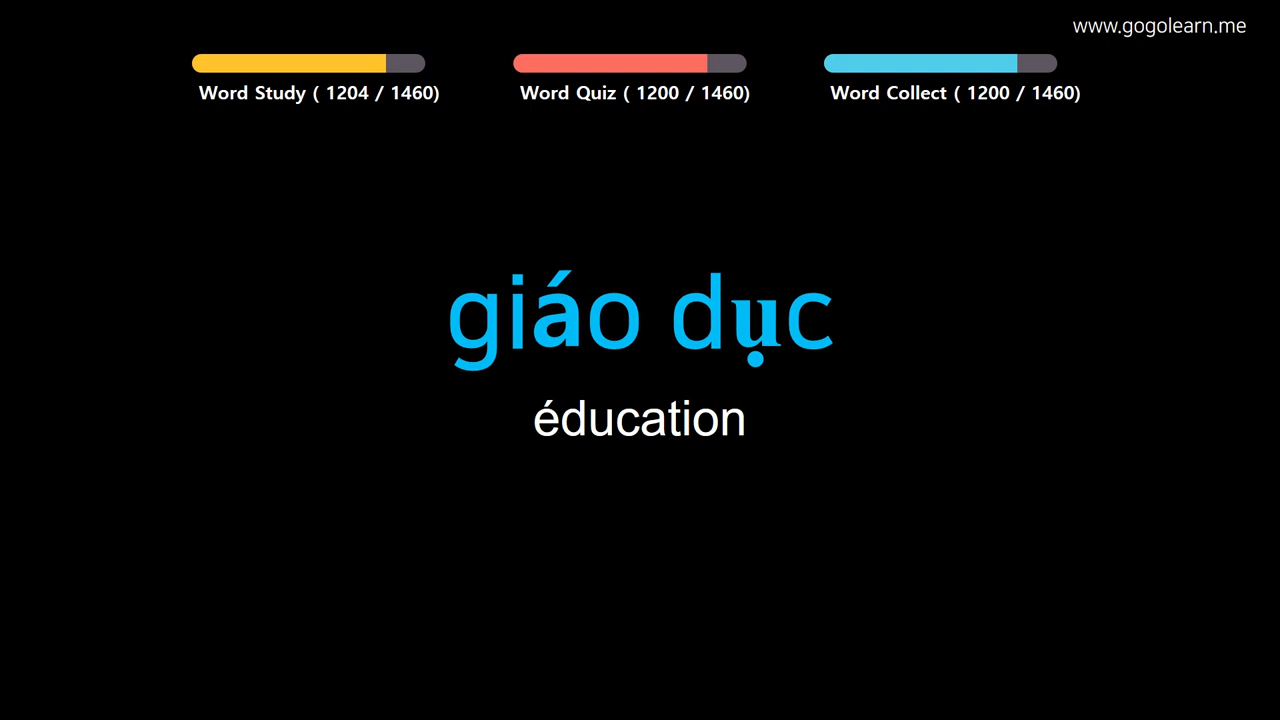 www.gogolearn.me
Word Study ( 1204 / 1460)
Word Quiz ( 1200 / 1460)
Word Collect ( 1200 / 1460)
giáo dục
éducation